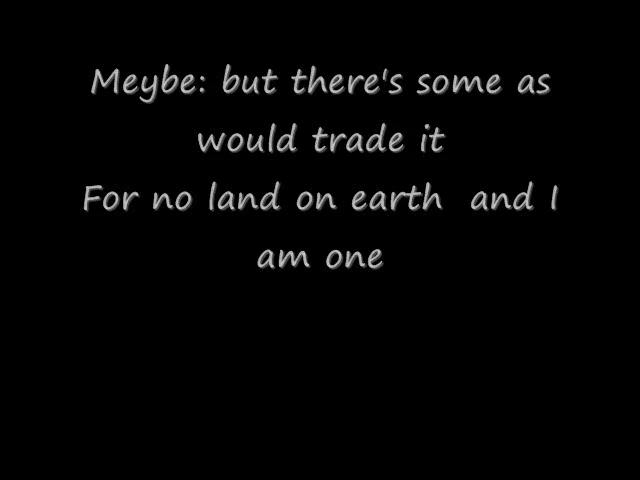 Meybe: but there's some as
would trade it
For no land on earth  and I
am one